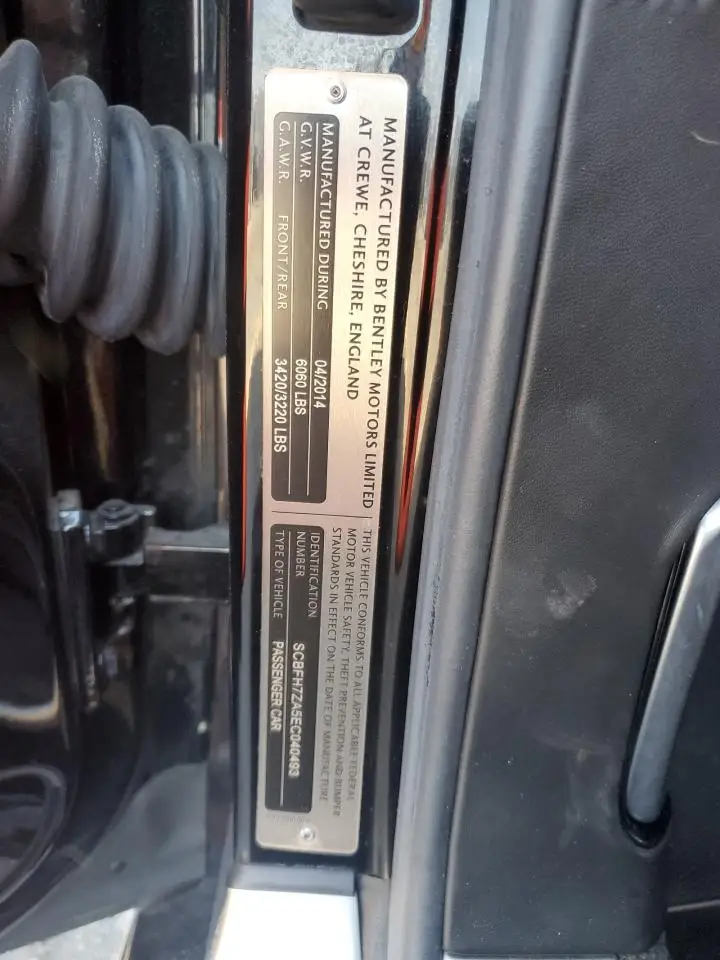 MANUFACTURED BY BENTLEY MOTORS LIMITED
AT CREWE, CHESHIRE, ENGLAND
MANUFACTURED DURING 04/2014
G.V.W.R. 6060 LBS
G.A.W.R. FRONT/REAR 3420/3220 LBS
THIS VEHICLE CONFORMS TO ALL APPLICABLE FEDERAL
MOTOR VEHICLE SAFETY, THEFT PREVENTION AND BUMPER
STANDARDS IN EFFECT ON THE DATE OF MANUFACTURE
IDENTIFICATION
NUMBER SCBFH7ZA5EC040493
TYPE OF VEHICLE PASSENGER CAR